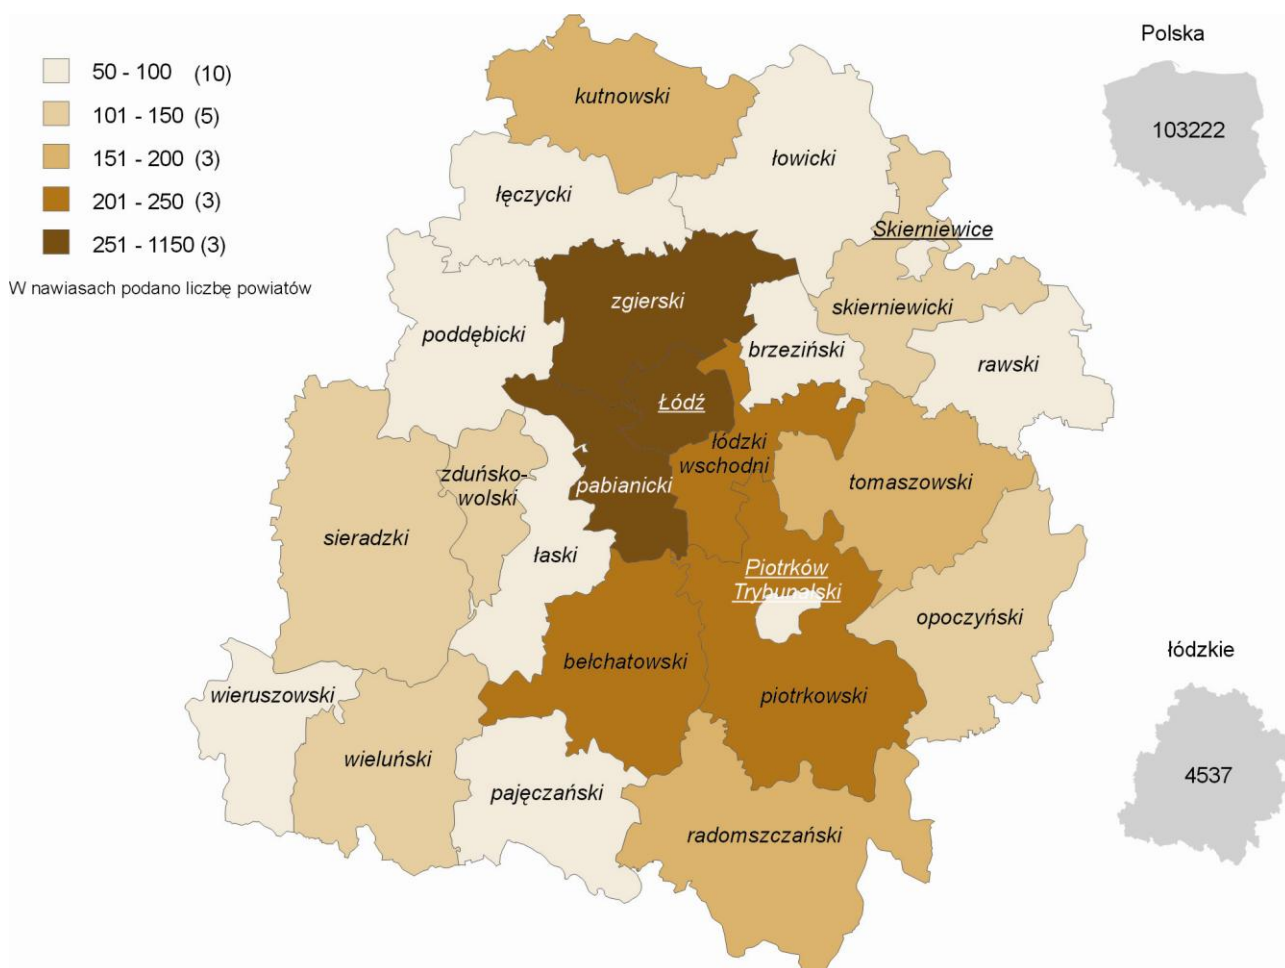 50 - 100 (10)
101 - 150 (5)
151 - 200 (3)
201 - 250 (3)
251 - 1150 (3)
W nawiasach podano liczbę powiatów
Polska
103222
kutnowski
łowicki
łęczycki
Skierniewice
zgierski
skierniewicki
poddębicki
brzeziński
rawski
Łódź
łódzki
wschodni
zduńsko-
wolski
pabianicki
tomaszowski
sieradzki
łaski
Piotrków
Trybunalski
opoczyński
łódzkie
4537
bełchatowski
piotrkowski
wieruszowski
wieluński
pajęczański
radomszczański